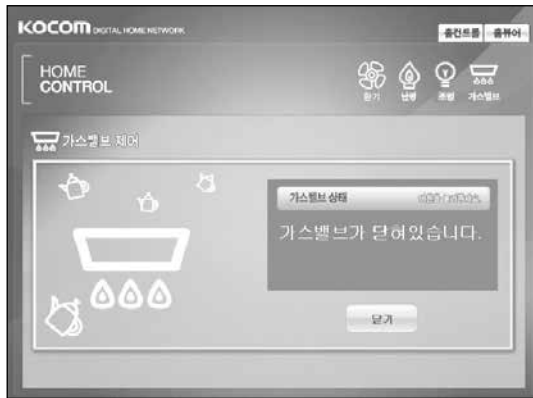 KOCOM DIGITAL HOME NETWORK
홈컨트롤 홈뷰어
HOME
CONTROL
환기 난방 조명 가스밸브
가스밸브 제어
가스밸브 상태
가스밸브가 닫혀있습니다.
닫기